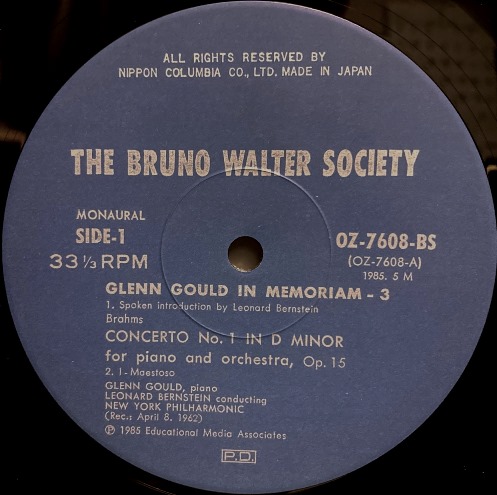 ALL RIGHTS RESERVED BY
NIPPON COLUMBIA CO., LTD. MADE IN JAPAN
THE BRUNO WALTER SOCIETY
MONAURAL
SIDE-1
33 1/3 RPM
OZ-7608-BS
(OZ-7608-A)
1985. 5 M
GLENN GOULD IN MEMORIAM - 3
1. Spoken introduction by Leonard Bernstein
Brahms
CONCERTO No. 1 IN D MINOR
for piano and orchestra, Op. 15
2. I-Maestoso
GLENN GOULD, piano
LEONARD BERNSTEIN conducting
NEW YORK PHILHARMONIC
(Rec.: April 8, 1962)
℗ 1985 Educational Media Associates
P.D.